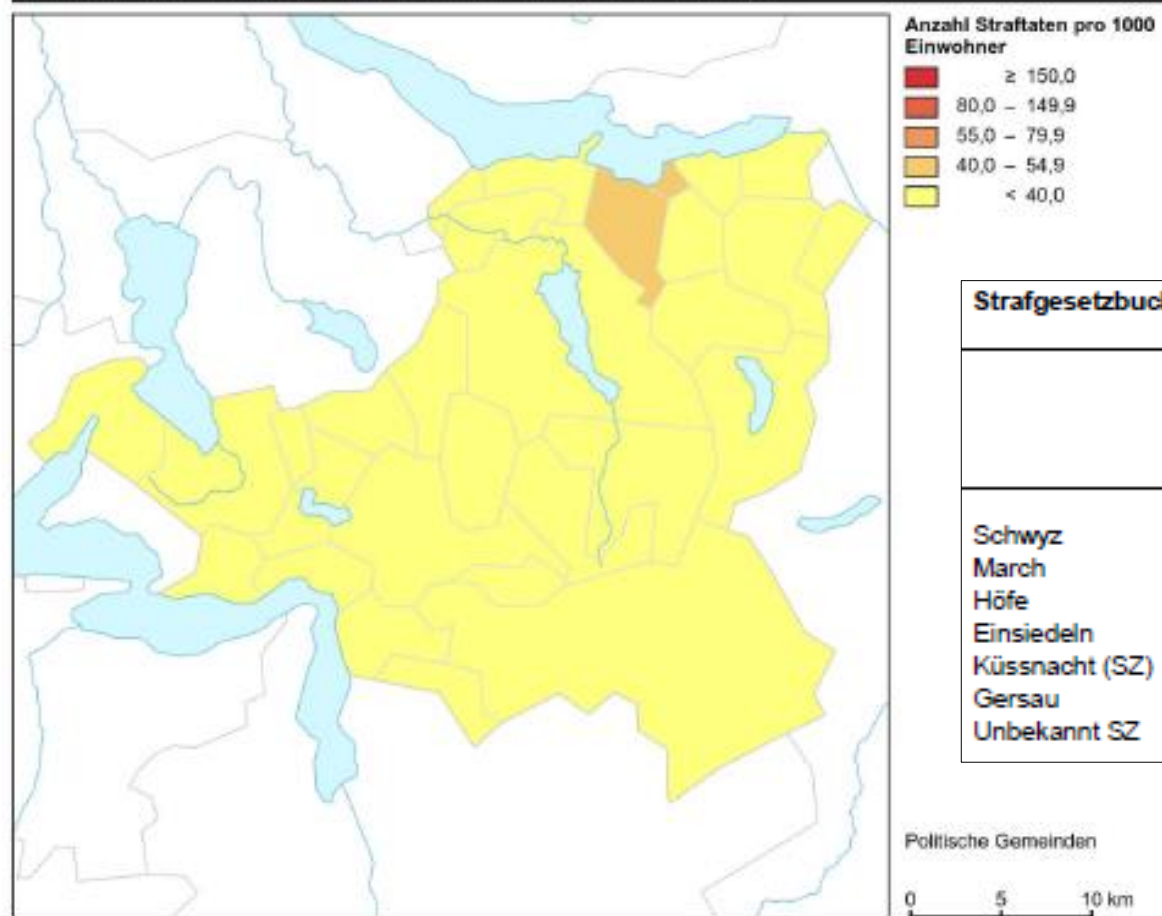 Anzahl Straftaten pro 1000
Einwohner
≥ 150,0
80,0 – 149,9
55,0 – 79,9
40,0 – 54,9
< 40,0
Strafgesetzbuch
Schwyz
March
Höfe
Einsiedeln
Küssnacht (SZ)
Gersau
Unbekannt SZ
Politische Gemeinden
0 5 10 km